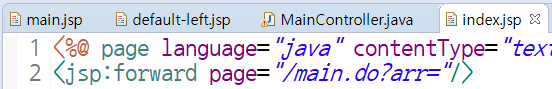 main.jsp default-left.jsp MainController.java index.jsp
1 <%@ page language="java" contentType="text
2 <jsp:forward page="/main.do?arr="/>